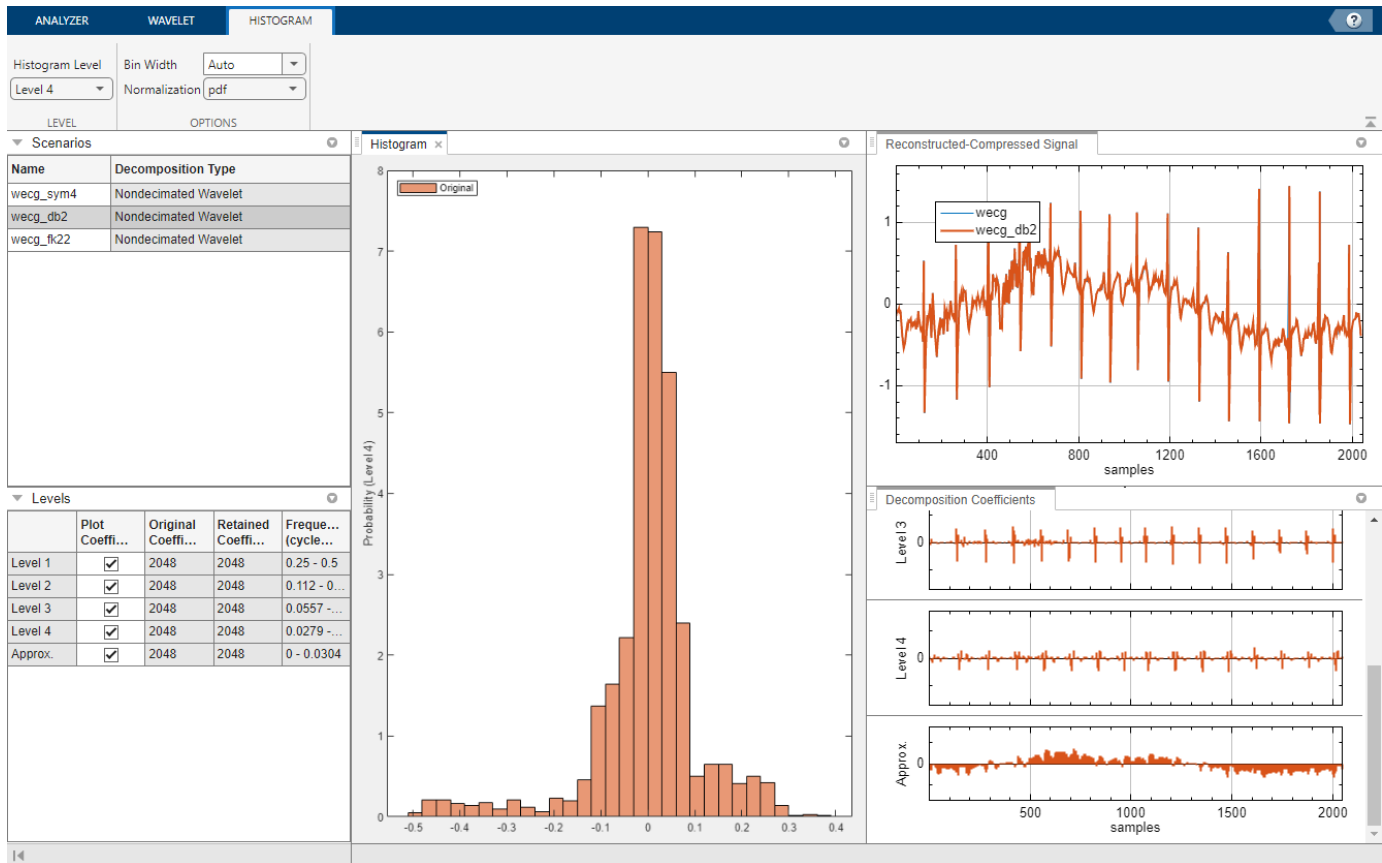 ANALYZER WAVELET HISTOGRAM ?
Histogram Level Bin Width Auto
Level 4 Normalization pdf
LEVEL OPTIONS
Scenarios
Name Decomposition Type
wecg_sym4 Nondecimated Wavelet
wecg_db2 Nondecimated Wavelet
wecg_fk22 Nondecimated Wavelet
Levels
Plot Original Retained Freque...
Coeffi... Coeffi... Coeffi... (cycle...
Level 1 2048 2048 0.25 - 0.5
Level 2 2048 2048 0.112 - 0...
Level 3 2048 2048 0.0557 -...
Level 4 2048 2048 0.0279 -...
Approx. 2048 2048 0 - 0.0304
Histogram ×
Original
8
7
6
5
4
3
2
1
0
Probability (Level 4)
-0.5 -0.4 -0.3 -0.2 -0.1 0 0.1 0.2 0.3 0.4
Reconstructed-Compressed Signal
wecg
wecg_db2
1
0
-1
400 800 1200 1600 2000
samples
Decomposition Coefficients
Level 3
0
Level 4
0
Approx.
0
500 1000 1500 2000
samples